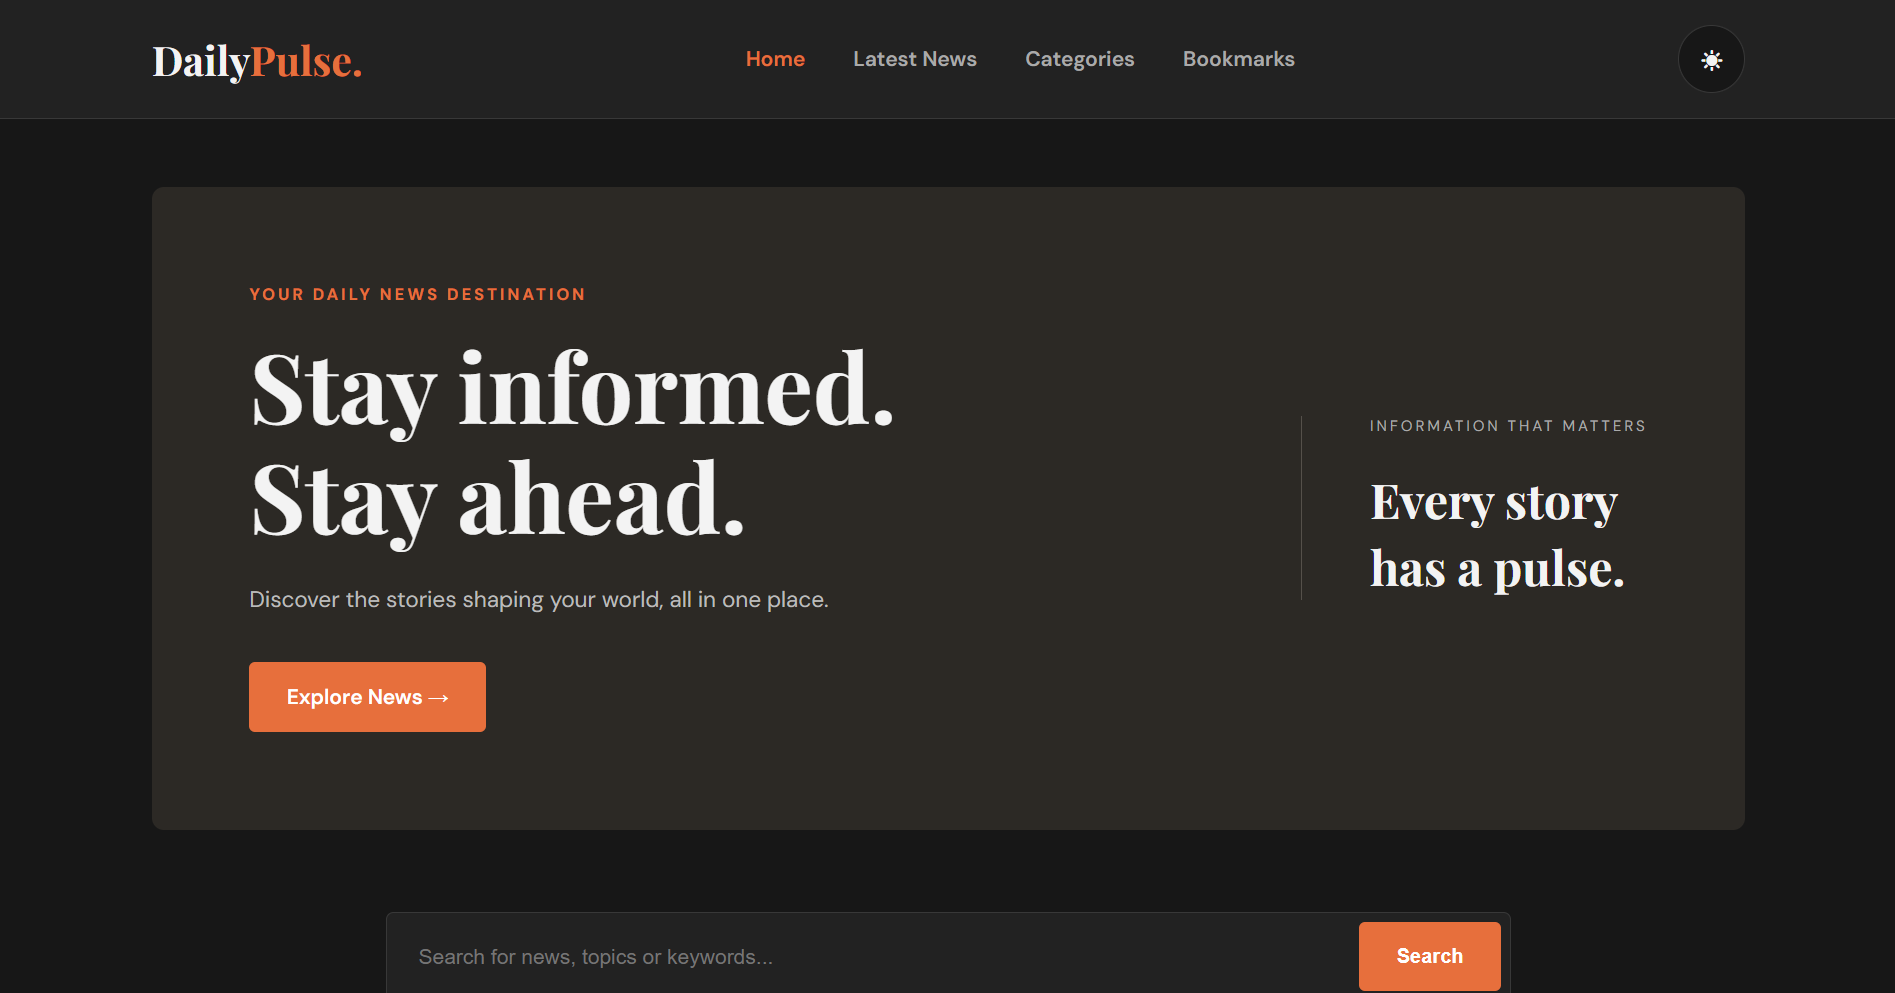 DailyPulse.
Home
Latest News
Categories
Bookmarks
YOUR DAILY NEWS DESTINATION
Stay informed.
Stay ahead.
Discover the stories shaping your world, all in one place.
Explore News →
INFORMATION THAT MATTERS
Every story
has a pulse.
Search for news, topics or keywords...
Search